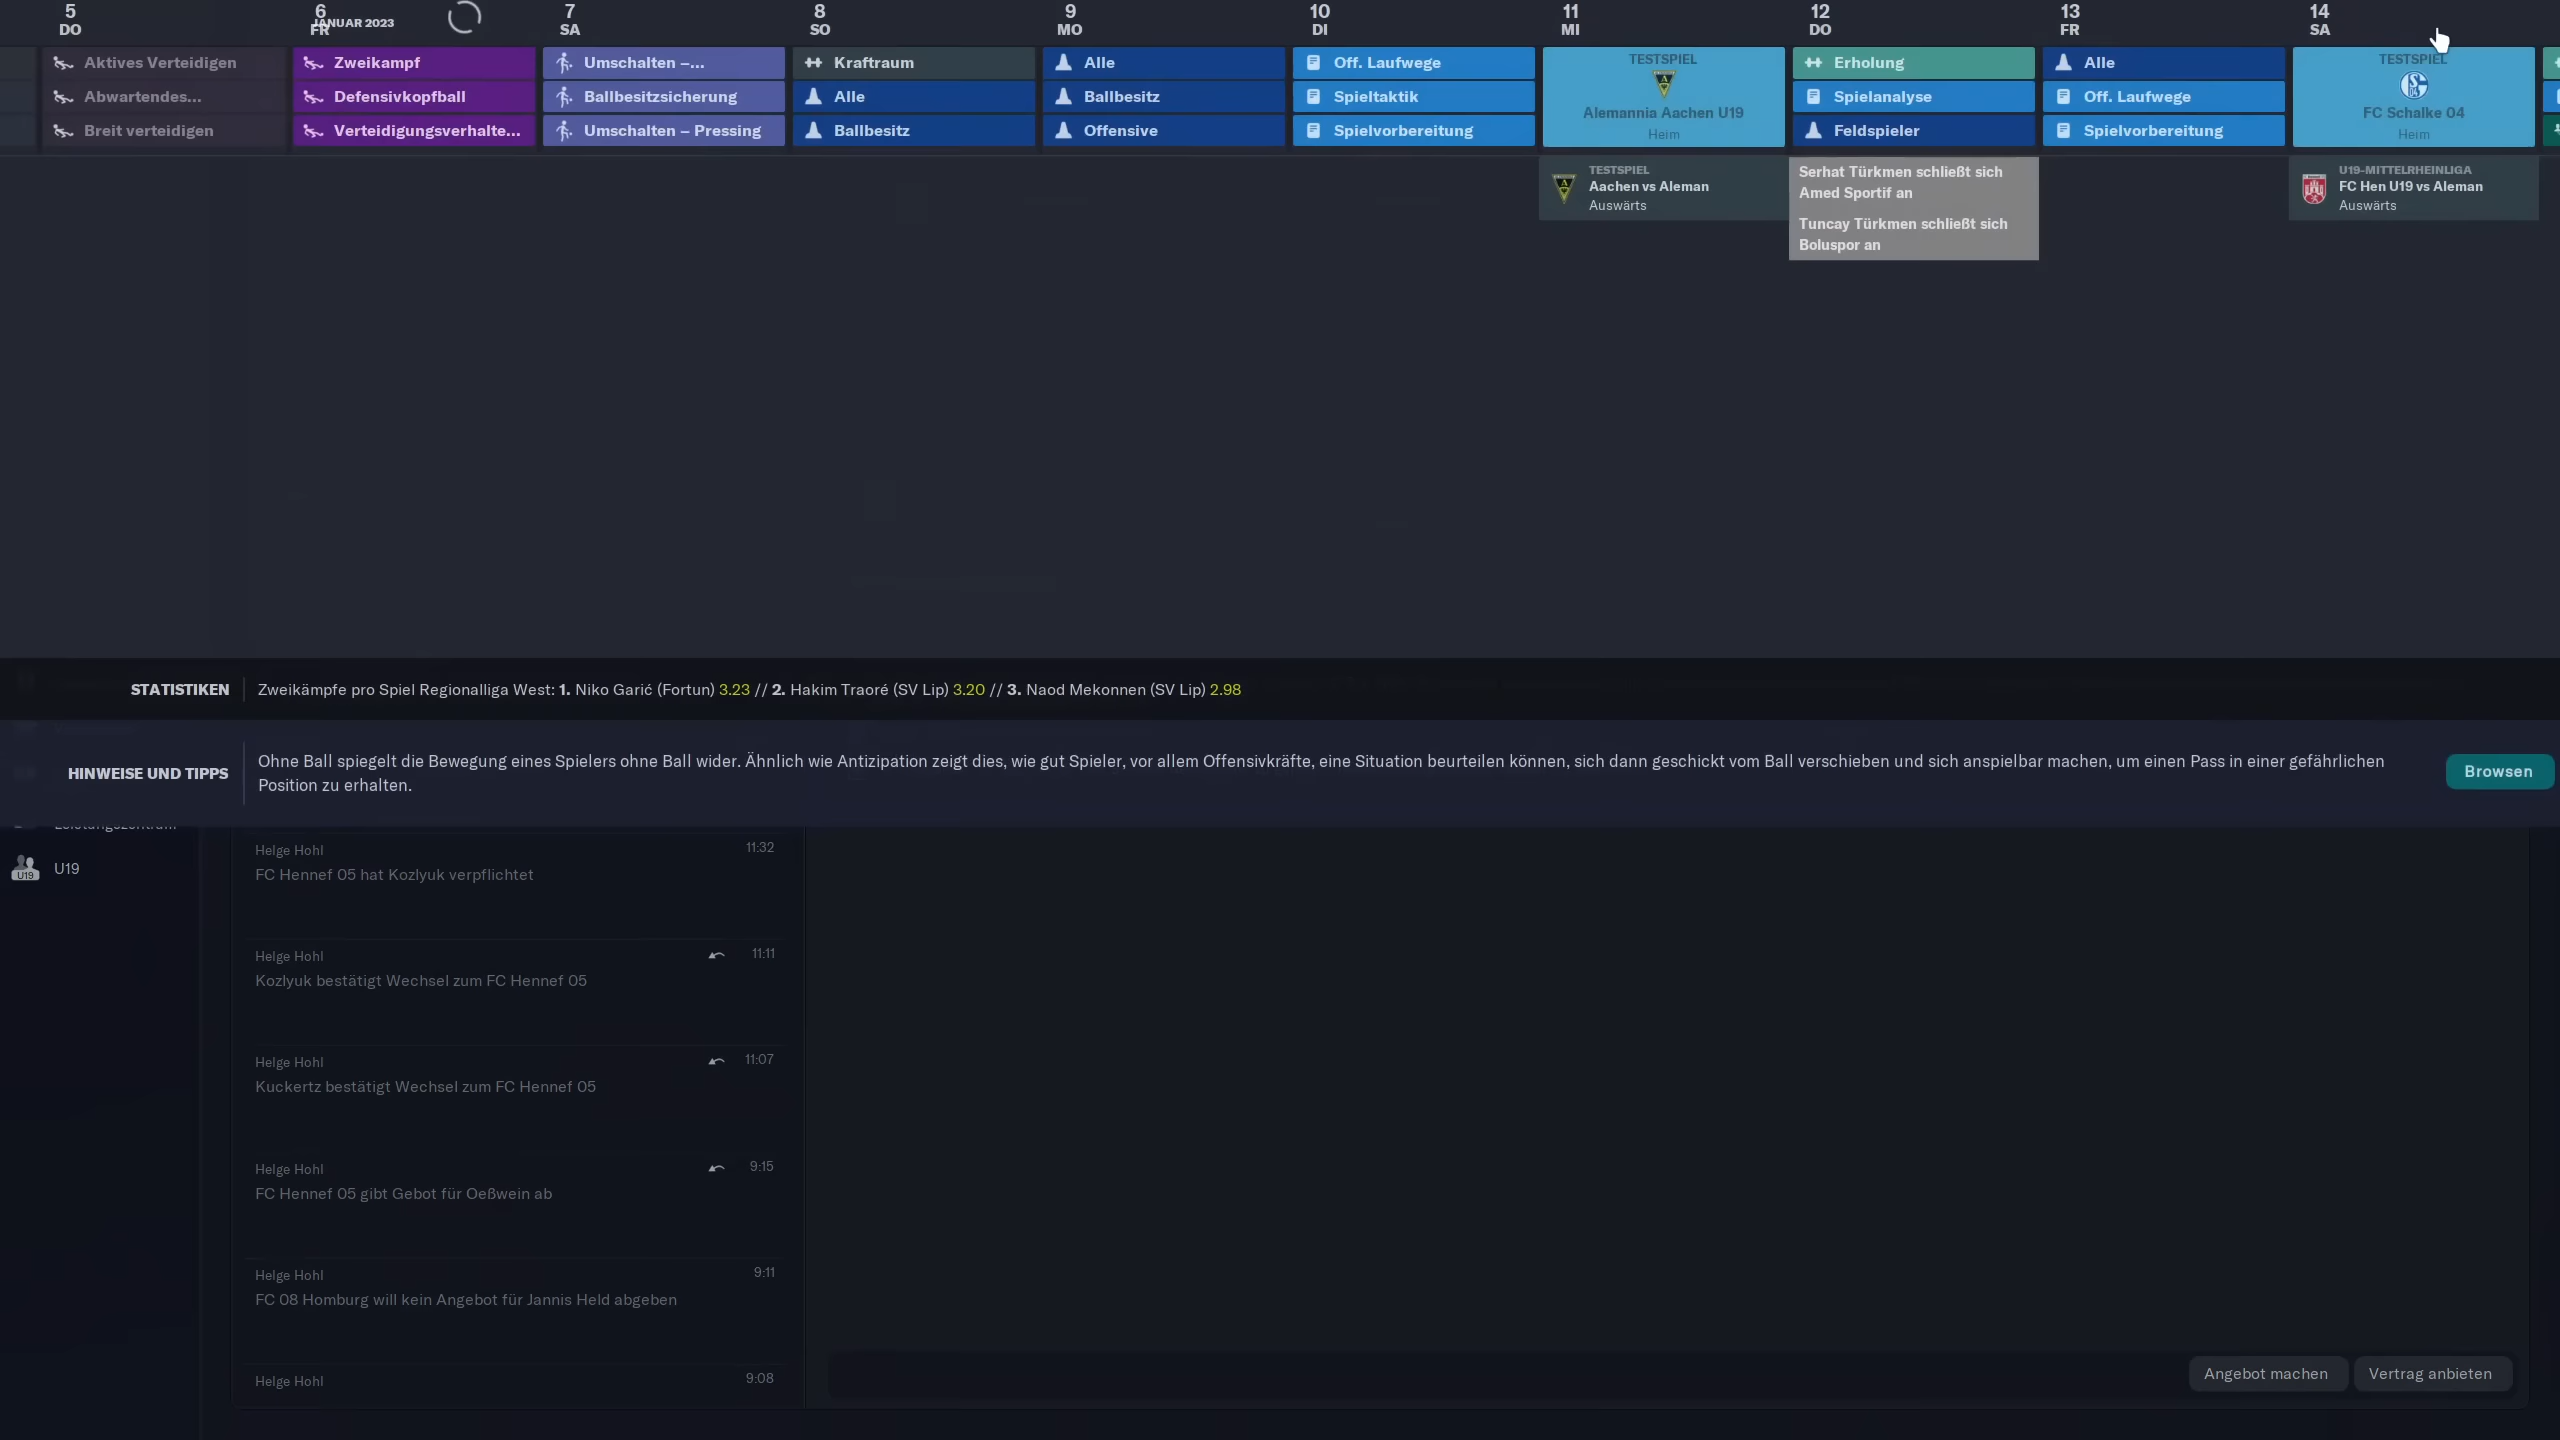 5
DO
6
FR
JANUAR 2023
7
SA
8
SO
9
MO
10
DI
11
MI
12
DO
13
FR
14
SA
Aktives Verteidigen
Abwartendes...
Breit verteidigen
Zweikampf
Defensivkopfball
Verteidigungsverhalte...
Umschalten –...
Ballbesitzsicherung
Umschalten – Pressing
Kraftraum
Alle
Ballbesitz
Alle
Ballbesitz
Offensive
Off. Laufwege
Spieltaktik
Spielvorbereitung
TESTSPIEL
Alemannia Aachen U19
Heim
Erholung
Spielanalyse
Feldspieler
Alle
Off. Laufwege
Spielvorbereitung
TESTSPIEL
FC Schalke 04
Heim
TESTSPIEL
Aachen vs Aleman
Auswärts
Serhat Türkmen schließt sich
Amed Sportif an
Tuncay Türkmen schließt sich
Boluspor an
U19-MITTELRHEINLIGA
FC Hen U19 vs Aleman
Auswärts
STATISTIKEN
Zweikämpfe pro Spiel Regionalliga West: 1. Niko Garić (Fortun) 3.23 // 2. Hakim Traoré (SV Lip) 3.20 // 3. Naod Mekonnen (SV Lip) 2.98
HINWEISE UND TIPPS
Ohne Ball spiegelt die Bewegung eines Spielers ohne Ball wider. Ähnlich wie Antizipation zeigt dies, wie gut Spieler, vor allem Offensivkräfte, eine Situation beurteilen können, sich dann geschickt vom Ball verschieben und sich anspielbar machen, um einen Pass in einer gefährlichen
Position zu erhalten.
Browsen
Leistungszentrum
U19
U19
Helge Hohl
11:32
FC Hennef 05 hat Kozlyuk verpflichtet
Helge Hohl
11:11
Kozlyuk bestätigt Wechsel zum FC Hennef 05
Helge Hohl
11:07
Kuckertz bestätigt Wechsel zum FC Hennef 05
Helge Hohl
9:15
FC Hennef 05 gibt Gebot für Oeßwein ab
Helge Hohl
9:11
FC 08 Homburg will kein Angebot für Jannis Held abgeben
Helge Hohl
9:08
Angebot machen
Vertrag anbieten